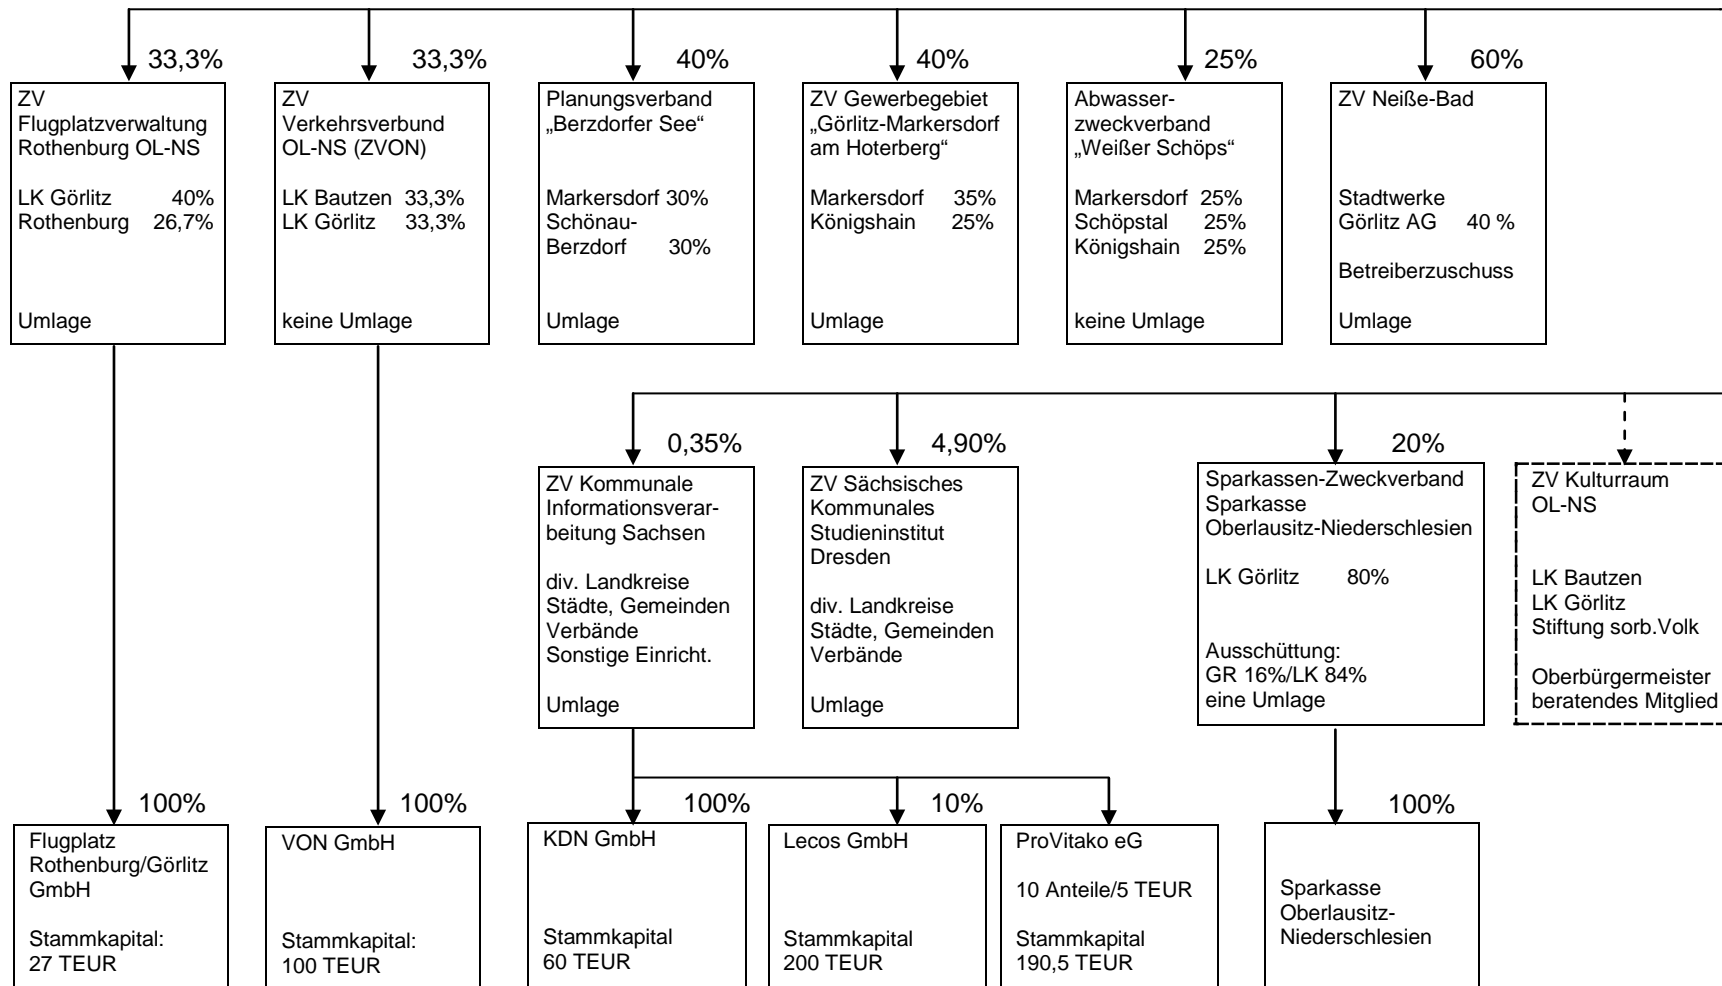 33,3%
33,3%
40%
40%
25%
60%
ZV
Flugplatzverwaltung
Rothenburg OL-NS
LK Görlitz 40%
Rothenburg 26,7%
Umlage
ZV
Verkehrsverbund
OL-NS (ZVON)
LK Bautzen 33,3%
LK Görlitz 33,3%
keine Umlage
Planungsverband
„Berzdorfer See“
Markersdorf 30%
Schönau-
Berzdorf 30%
Umlage
ZV Gewerbegebiet
„Görlitz-Markersdorf
am Hoterberg“
Markersdorf 35%
Königshain 25%
Umlage
Abwasser-
zweckverband
„Weißer Schöps“
Markersdorf 25%
Schöpstal 25%
Königshain 25%
keine Umlage
ZV Neiße-Bad
Stadtwerke
Görlitz AG 40 %
Betreiberzuschuss
Umlage
0,35%
4,90%
20%
ZV Kommunale
Informationsverar-
beitung Sachsen
div. Landkreise
Städte, Gemeinden
Verbände
Sonstige Einricht.
Umlage
ZV Sächsisches
Kommunales
Studieninstitut
Dresden
div. Landkreise
Städte, Gemeinden
Verbände
Umlage
Sparkassen-Zweckverband
Sparkasse
Oberlausitz-Niederschlesien
LK Görlitz 80%
Ausschüttung:
GR 16%/LK 84%
eine Umlage
ZV Kulturraum
OL-NS
LK Bautzen
LK Görlitz
Stiftung sorb.Volk
Oberbürgermeister
beratendes Mitglied
100%
100%
100%
10%
100%
Flugplatz
Rothenburg/Görlitz
GmbH
Stammkapital:
27 TEUR
VON GmbH
Stammkapital:
100 TEUR
KDN GmbH
Stammkapital
60 TEUR
Lecos GmbH
Stammkapital
200 TEUR
ProVitako eG
10 Anteile/5 TEUR
Stammkapital
190,5 TEUR
Sparkasse
Oberlausitz-
Niederschlesien